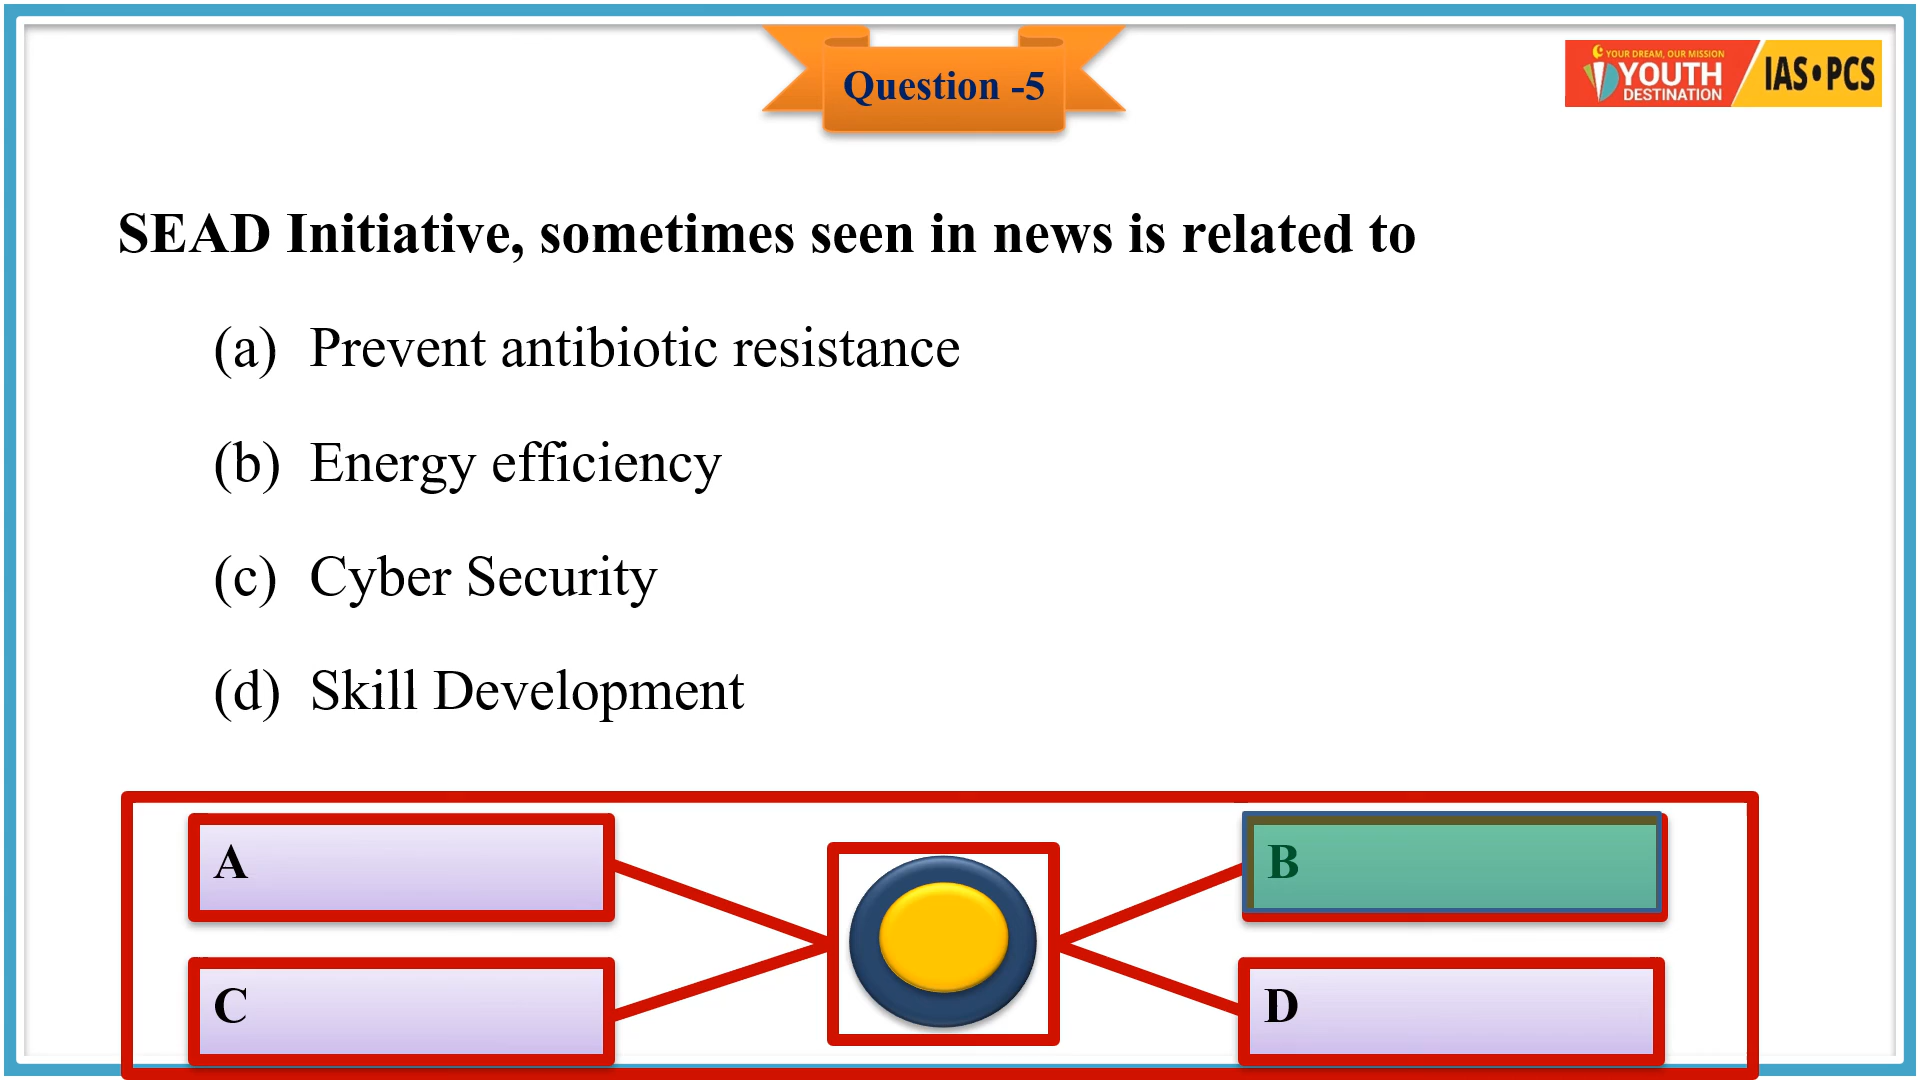 Question -5
YOUR DREAM, OUR MISSION
YOUTH
DESTINATION
IAS•PCS
SEAD Initiative, sometimes seen in news is related to
(a) Prevent antibiotic resistance
(b) Energy efficiency
(c) Cyber Security
(d) Skill Development
A
B
C
D